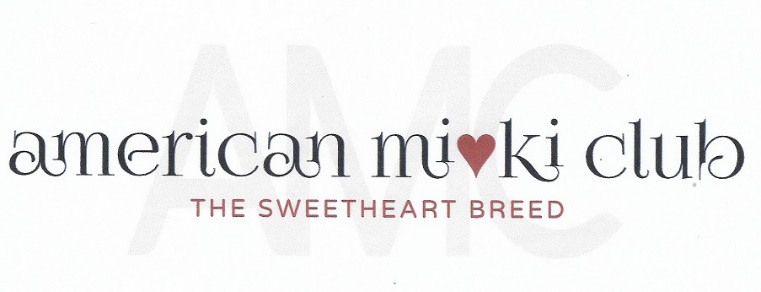 AMC
american mi♥ki club
THE SWEETHEART BREED